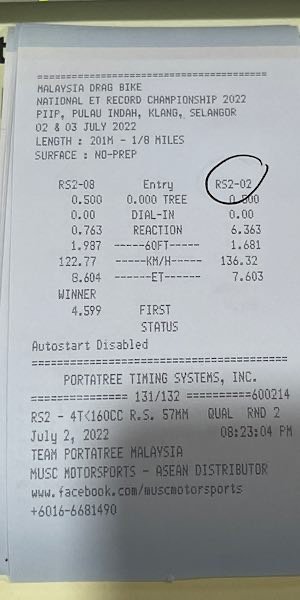 =======================================
MALAYSIA DRAG BIKE
NATIONAL ET RECORD CHAMPIONSHIP 2022
PIIP, PULAU INDAH, KLANG, SELANGOR
02 & 03 JULY 2022
LENGTH : 201M - 1/8 MILES
SURFACE : NO-PREP
RS2-08 Entry RS2-02
0.500 0.000 TREE 0.500
0.00 DIAL-IN 0.00
0.763 REACTION 6.363
1.987 -----60FT----- 1.681
122.77 -----KM/H----- 136.32
8.604 ------ET------ 7.603
WINNER
4.599 FIRST
STATUS
Autostart Disabled
=======================================
PORTATREE TIMING SYSTEMS, INC.
=============== 131/132 ==========600214
RS2 - 4T<160CC R.S. 57MM QUAL RND 2
July 2, 2022 08:23:04 PM
TEAM PORTATREE MALAYSIA
MUSC MOTORSPORTS - ASEAN DISTRIBUTOR
www.facebook.com/muscmotorsports
+6016-6681490